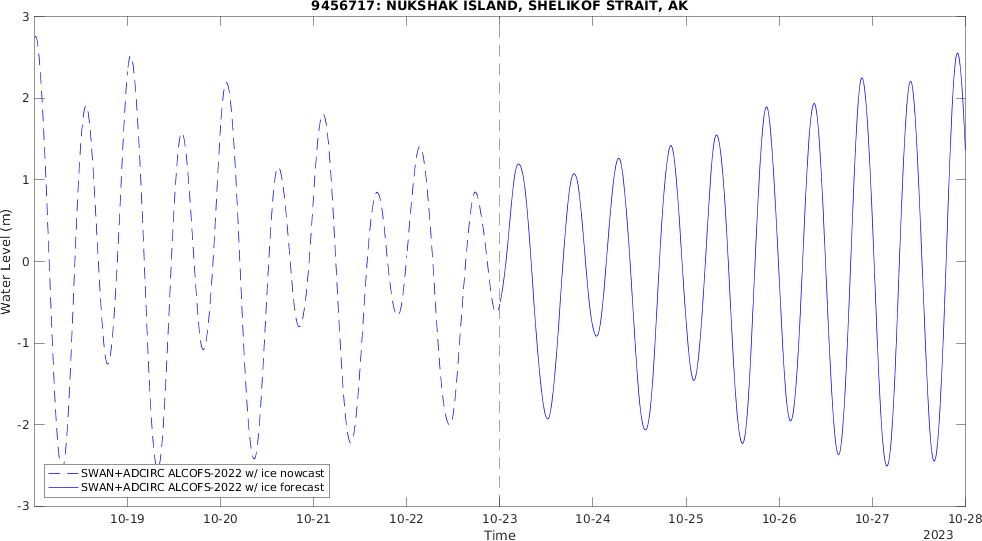 9456717: NUKSHAK ISLAND, SHELIKOF STRAIT, AK
3
2
1
0
-1
-2
-3
Water Level (m)
SWAN+ADCIRC ALCOFS-2022 w/ ice nowcast
SWAN+ADCIRC ALCOFS-2022 w/ ice forecast
10-19 10-20 10-21 10-22 10-23 10-24 10-25 10-26 10-27 10-28
Time
2023